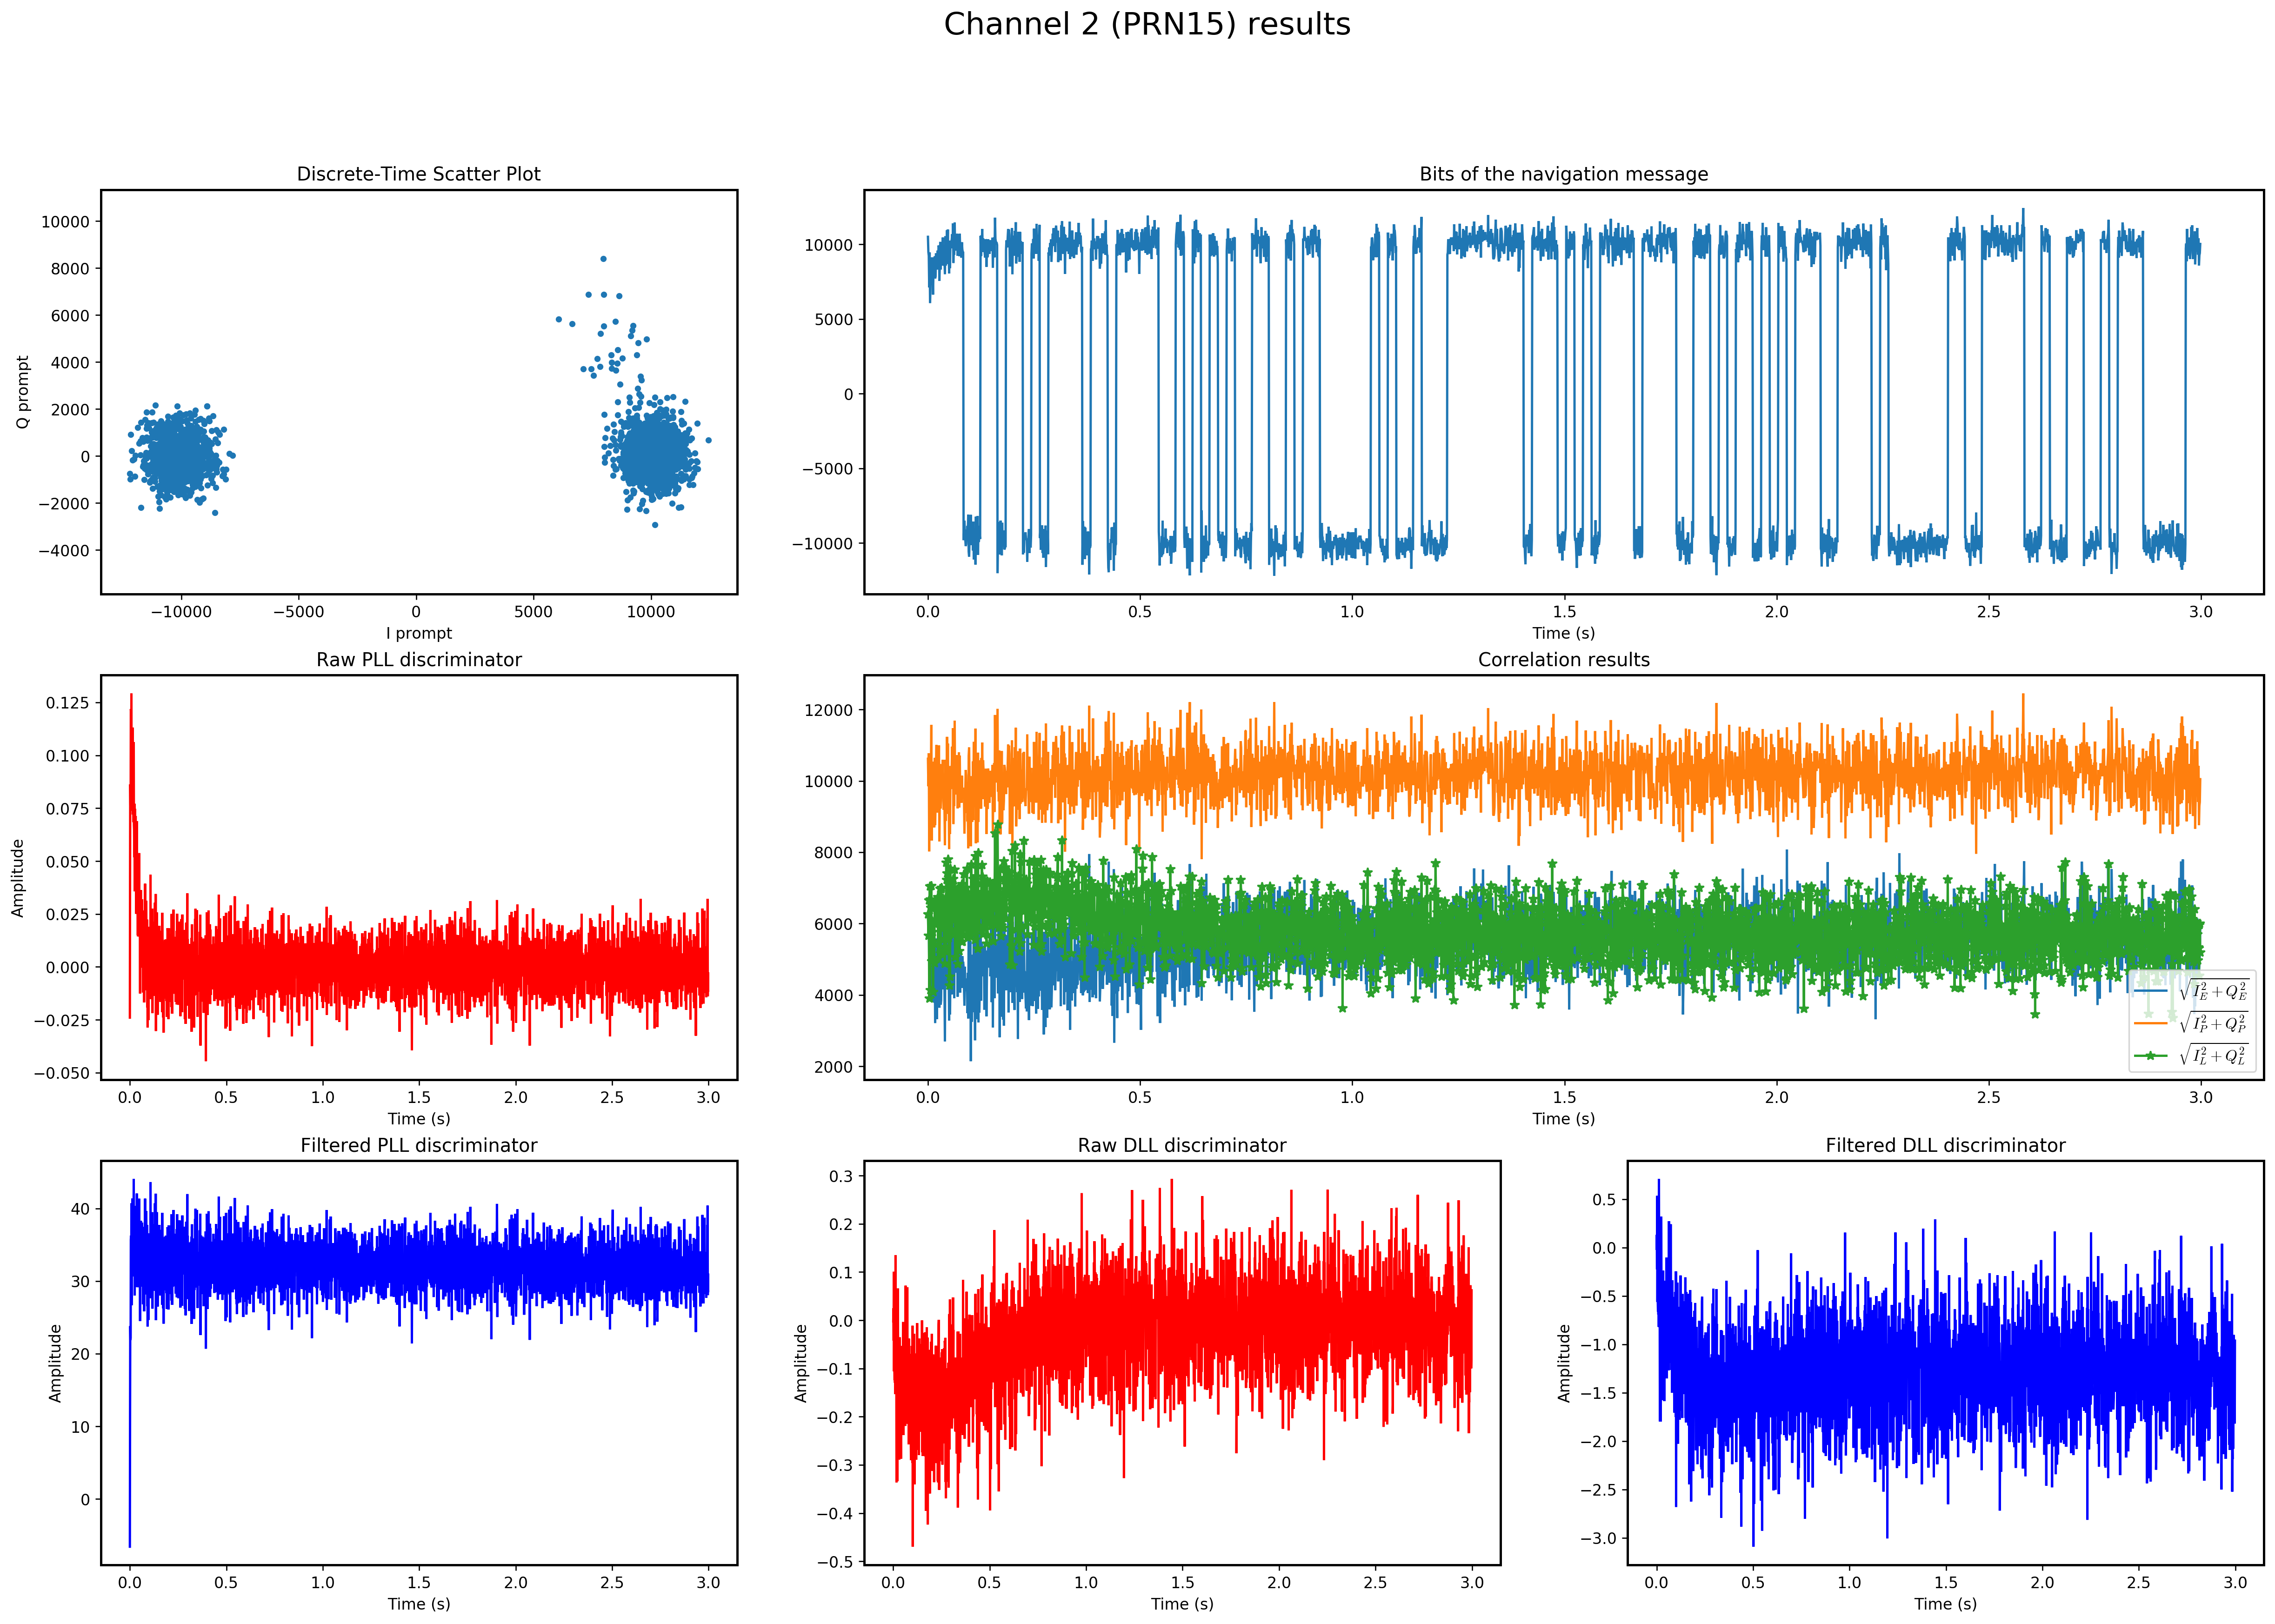 Channel 2 (PRN15) results
Discrete-Time Scatter Plot
10000
8000
6000
4000
2000
0
−2000
−4000
Q prompt
−10000 −5000 0 5000 10000
I prompt
Bits of the navigation message
10000
5000
0
−5000
−10000
0.0 0.5 1.0 1.5 2.0 2.5 3.0
Time (s)
Raw PLL discriminator
0.125
0.100
0.075
0.050
0.025
0.000
−0.025
−0.050
Amplitude
0.0 0.5 1.0 1.5 2.0 2.5 3.0
Time (s)
Correlation results
12000
10000
8000
6000
4000
2000
√I_E^2 + Q_E^2
√I_P^2 + Q_P^2
√I_L^2 + Q_L^2
0.0 0.5 1.0 1.5 2.0 2.5 3.0
Time (s)
Filtered PLL discriminator
40
30
20
10
0
Amplitude
0.0 0.5 1.0 1.5 2.0 2.5 3.0
Time (s)
Raw DLL discriminator
0.3
0.2
0.1
0.0
−0.1
−0.2
−0.3
−0.4
−0.5
Amplitude
0.0 0.5 1.0 1.5 2.0 2.5 3.0
Time (s)
Filtered DLL discriminator
0.5
0.0
−0.5
−1.0
−1.5
−2.0
−2.5
−3.0
Amplitude
0.0 0.5 1.0 1.5 2.0 2.5 3.0
Time (s)